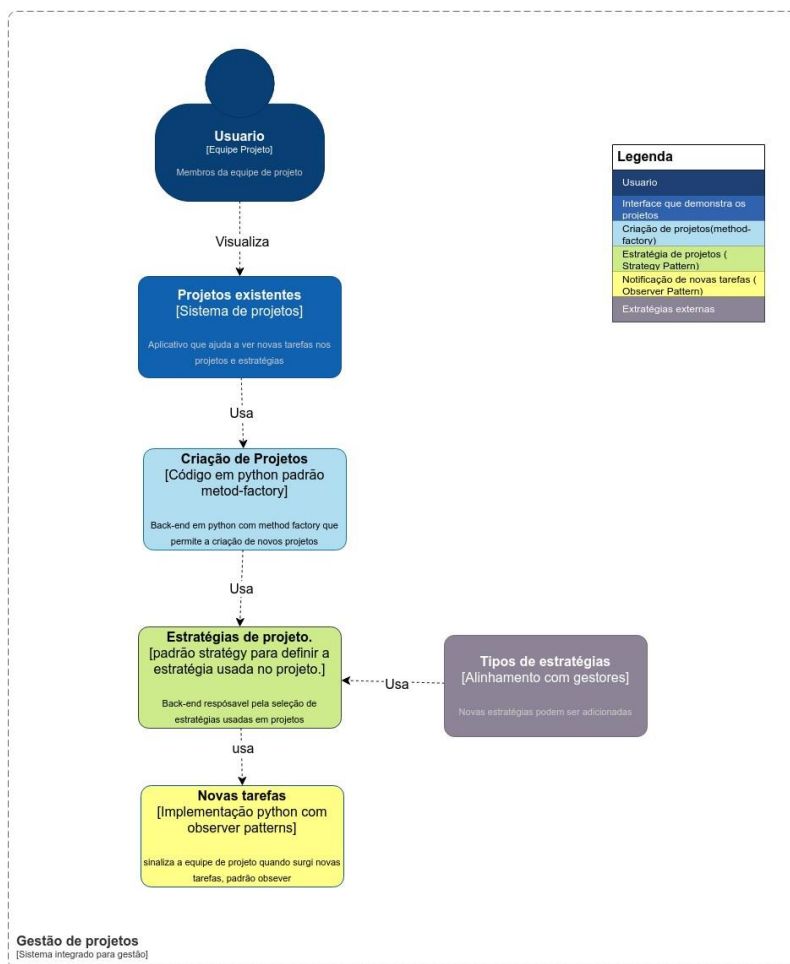 Usuario
[Equipe Projeto]
Membros da equipe de projeto
Visualiza
Projetos existentes
[Sistema de projetos]
Aplicativo que ajuda a ver novas tarefas nos
projetos e estratégias
Usa
Criação de Projetos
[Código em python padrão
metod-factory]
Back-end em python com method factory que
permite a criação de novos projetos
Usa
Estratégias de projeto.
[padrão stratégy para definir a
estratégia usada no projeto.]
Back-end respósavel pela seleção de
estratégias usadas em projetos
Usa
Tipos de estratégias
[Alinhamento com gestores]
Novas estratégias podem ser adicionadas
usa
Novas tarefas
[Implementação python com
observer patterns]
sinaliza a equipe de projeto quando surgi novas
tarefas, padrão obsever
Legenda
Usuario
Interface que demonstra os
projetos
Criação de projetos(method-
factory)
Estratégia de projetos (
Strategy Pattern)
Notificação de novas tarefas (
Observer Pattern)
Extratégias externas
Gestão de projetos
[Sistema integrado para gestão]